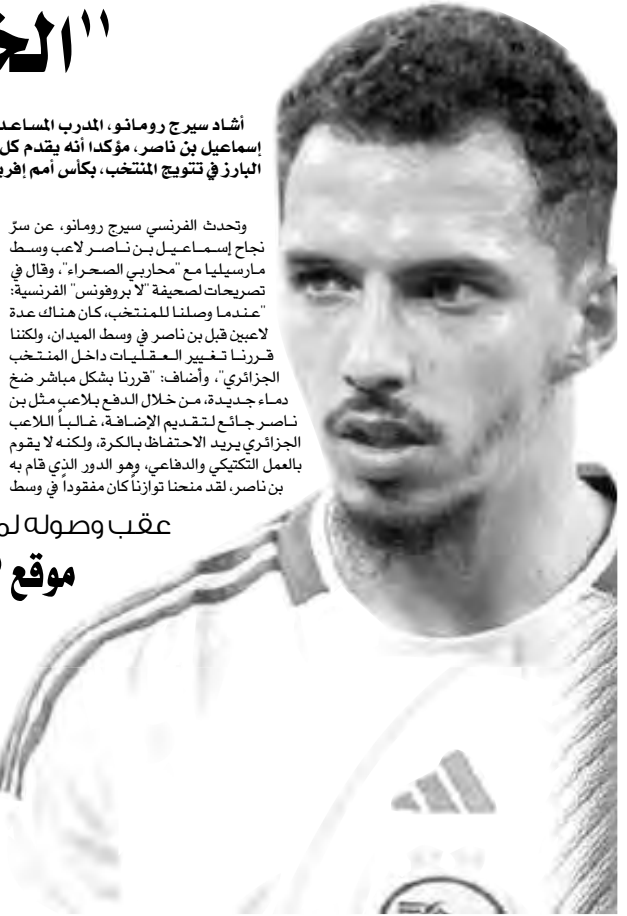 "الخ
أشاد سيرج رومانو، المدرب المساعد
إسماعيل بن ناصر، مؤكدا أنه يقدم كل
البارز في تتويج المنتخب، بكأس أمم إفري
وتحدث الفرنسي سيرج رومانو، عن سرّ
نجاح إسماعيل بن ناصر لاعب وسط
مارسيليا مع "محاربي الصحراء"، وقال في
تصريحات لصحيفة "لا بروفونس" الفرنسية:
"عندما وصلنا للمنتخب، كان هناك عدة
لاعبين قبل بن ناصر في وسط الميدان، ولكننا
قررنا تغيير العقليات داخل المنتخب
الجزائري"، وأضاف: "قررنا بشكل مباشر ضخ
دماء جديدة، من خلال الدفع بلاعب مثل بن
ناصر جائع لتقديم الإضافة، غالباً اللاعب
الجزائري يريد الاحتفاظ بالكرة، ولكنه لا يقوم
بالعمل التكتيكي والدفاعي، وهو الدور الذي قام به
بن ناصر، لقد منحنا توازناً كان مفقوداً في وسط
عقب وصوله لم
موقع "